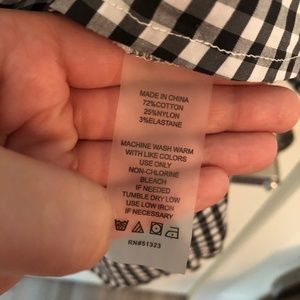 MADE IN CHINA
72%COTTON
25%NYLON
3%ELASTANE
MACHINE WASH WARM
WITH LIKE COLORS
USE ONLY
NON-CHLORINE
BLEACH
IF NEEDED
TUMBLE DRY LOW
USE LOW IRON
IF NECESSARY
RN#51323